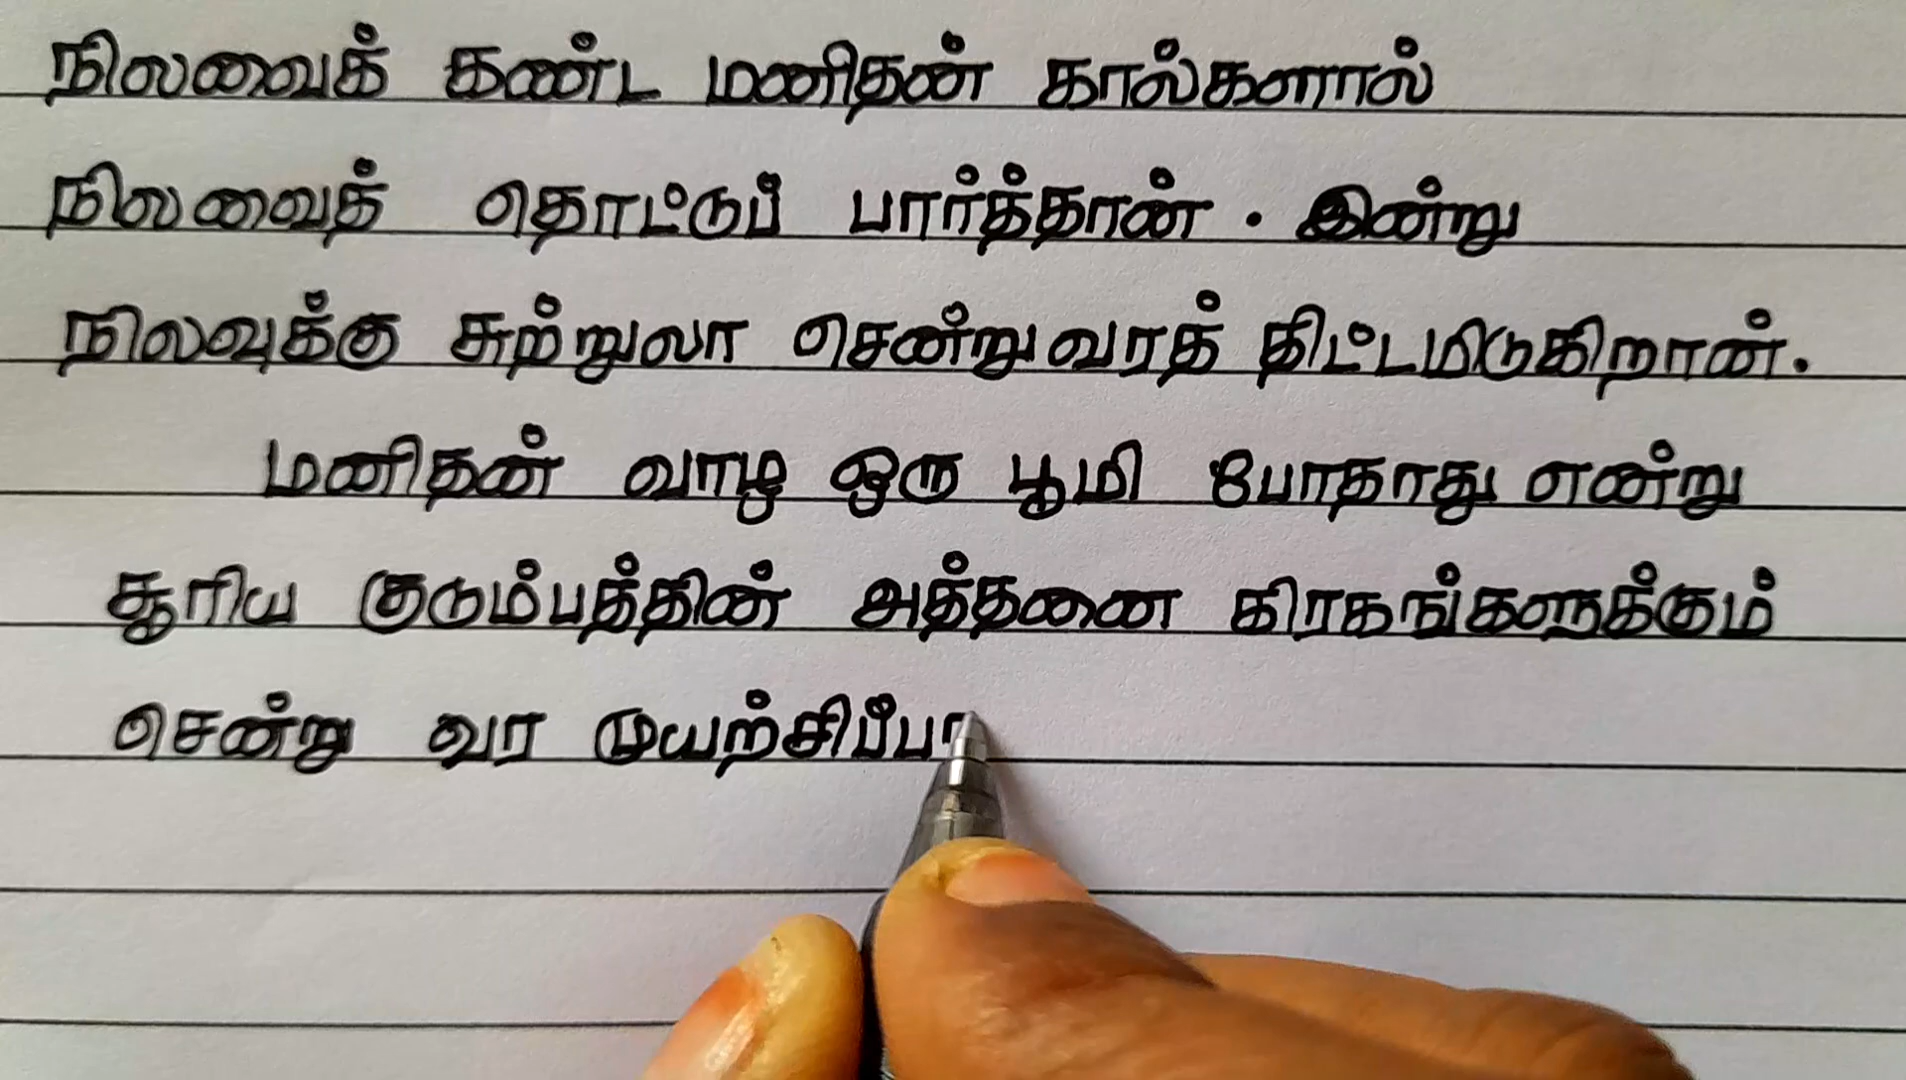 நிலவைக் கண்ட மனிதன் கால்களால்
நிலவைத் தொட்டுப் பார்த்தான். இன்று
நிலவுக்கு சுற்றுலா சென்றுவரத் திட்டமிடுகிறான்.
மனிதன் வாழ ஒரு பூமி போதாது என்று
சூரிய குடும்பத்தின் அத்தனை கிரகங்களுக்கும்
சென்று வர முயற்சிப்பா